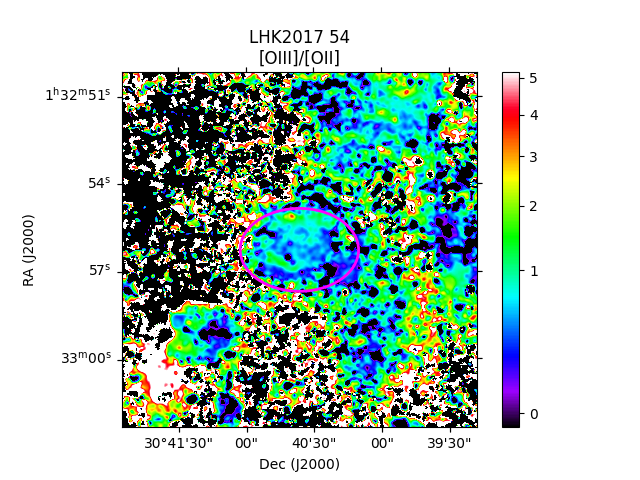 LHK2017 54
[OIII]/[OII]
1ʰ32ᵐ51ˢ
54ˢ
57ˢ
33ᵐ00ˢ
RA (J2000)
30°41'30" 00" 40'30" 00" 39'30"
Dec (J2000)
5
4
3
2
1
0